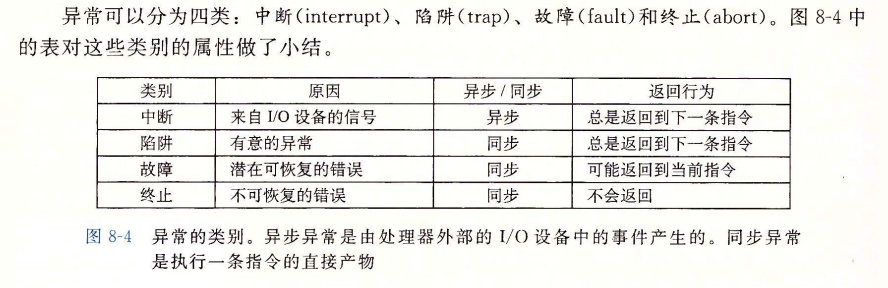 异常可以分为四类：中断(interrupt)、陷阱(trap)、故障(fault)和终止(abort)。图 8-4 中
的表对这些类别的属性做了小结。
类别 原因 异步/同步 返回行为
中断 来自 I/O 设备的信号 异步 总是返回到下一条指令
陷阱 有意的异常 同步 总是返回到下一条指令
故障 潜在可恢复的错误 同步 可能返回到当前指令
终止 不可恢复的错误 同步 不会返回
图 8-4 异常的类别。异步异常是由处理器外部的 I/O 设备中的事件产生的。同步异常
是执行一条指令的直接产物